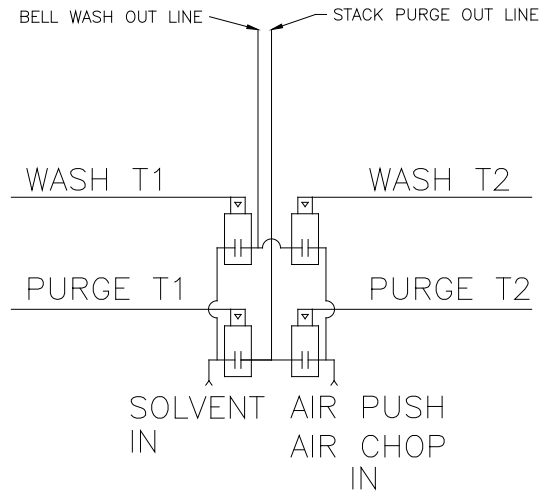 BELL WASH OUT LINE
STACK PURGE OUT LINE
WASH T1
WASH T2
PURGE T1
PURGE T2
SOLVENT IN
AIR PUSH
AIR CHOP
IN